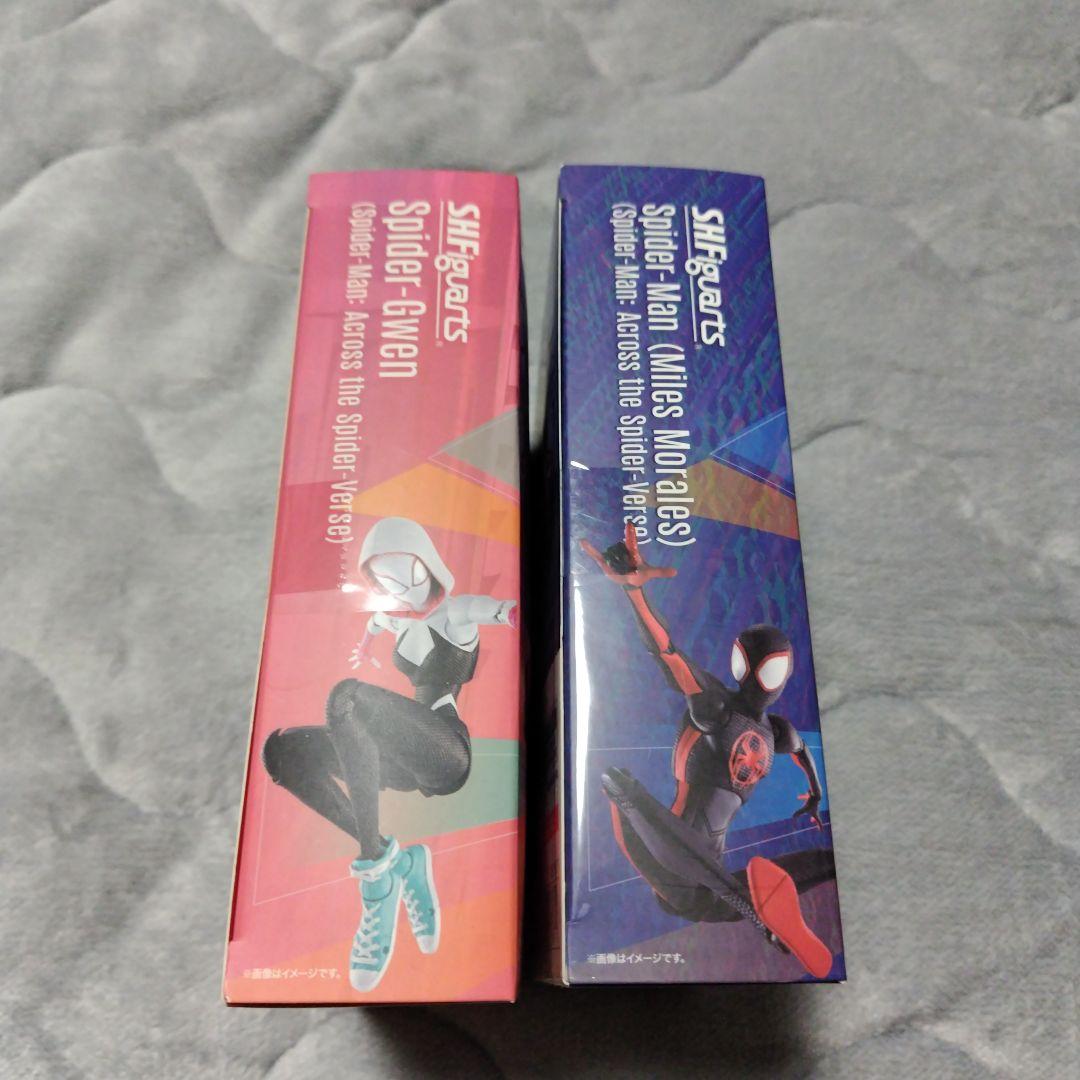 SHFiguarts
Spider-Gwen
(Spider-Man: Across the Spider-Verse)
※画像はイメージです。
SHFiguarts
Spider-Man (Miles Morales)
(Spider-Man: Across the Spider-Verse)
※画像はイメージです。